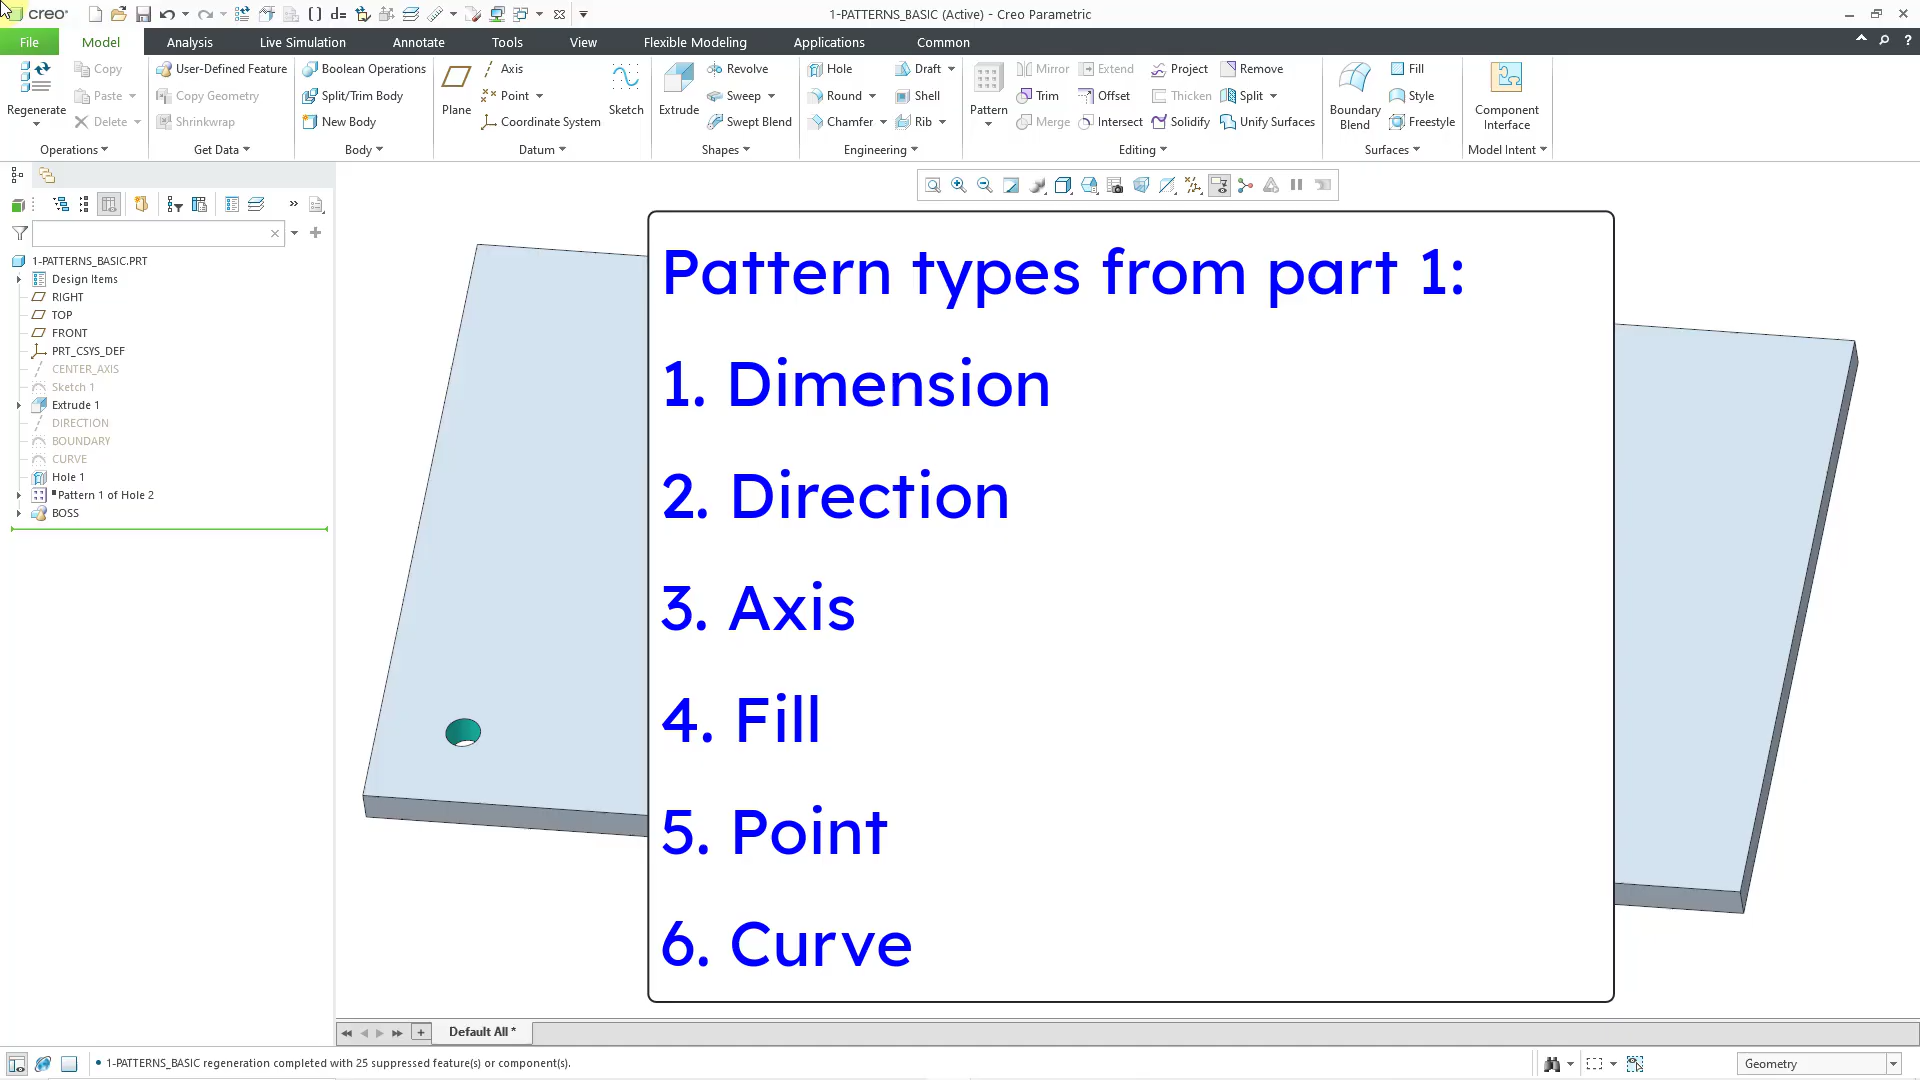 creo
1-PATTERNS_BASIC (Active) - Creo Parametric
File
Model
Analysis
Live Simulation
Annotate
Tools
View
Flexible Modeling
Applications
Common
Regenerate
Copy
Paste
Delete
Operations
User-Defined Feature
Copy Geometry
Shrinkwrap
Get Data
Boolean Operations
Split/Trim Body
New Body
Body
Plane
Axis
Point
Coordinate System
Sketch
Datum
Extrude
Revolve
Sweep
Swept Blend
Shapes
Hole
Round
Chamfer
Draft
Shell
Rib
Engineering
Pattern
Mirror
Trim
Merge
Extend
Offset
Intersect
Project
Thicken
Solidify
Remove
Split
Unify Surfaces
Editing
Boundary
Blend
Fill
Style
Freestyle
Surfaces
Component
Interface
Model Intent
1-PATTERNS_BASIC.PRT
Design Items
RIGHT
TOP
FRONT
PRT_CSYS_DEF
CENTER_AXIS
Sketch 1
Extrude 1
DIRECTION
BOUNDARY
CURVE
Hole 1
Pattern 1 of Hole 2
BOSS
Pattern types from part 1:
1. Dimension
2. Direction
3. Axis
4. Fill
5. Point
6. Curve
Default All *
1-PATTERNS_BASIC regeneration completed with 25 suppressed feature(s) or component(s).
Geometry